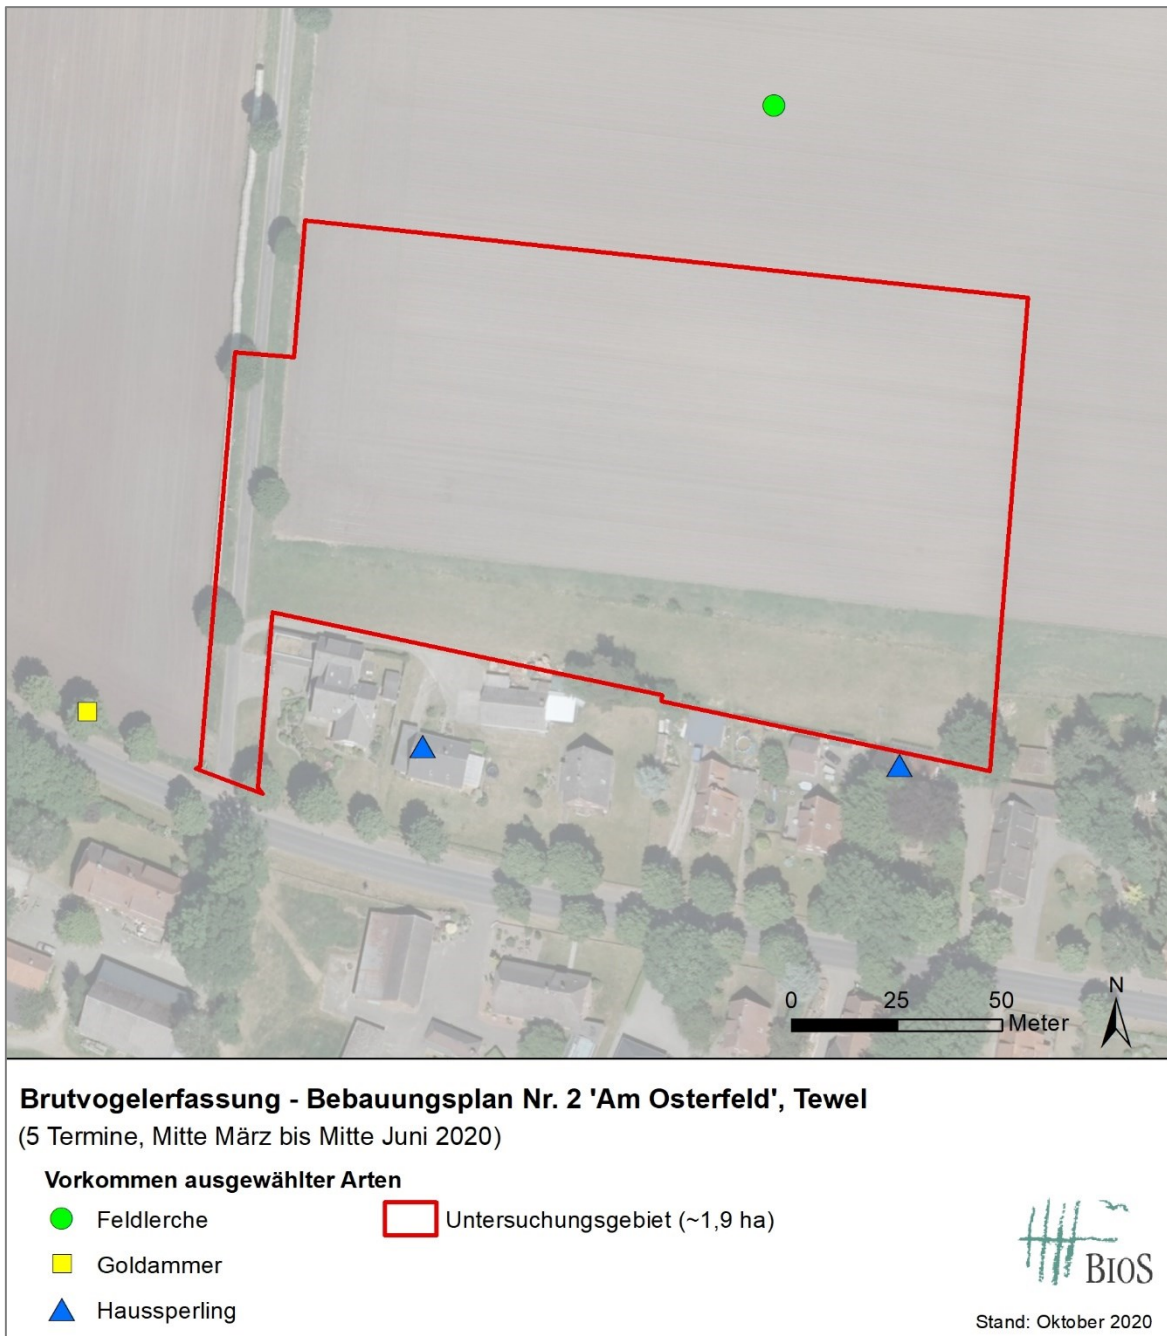 N
0 25 50
Meter
Brutvogelerfassung - Bebauungsplan Nr. 2 'Am Osterfeld', Tewel
(5 Termine, Mitte März bis Mitte Juni 2020)
Vorkommen ausgewählter Arten
Feldlerche
Untersuchungsgebiet (~1,9 ha)
Goldammer
Haussperling
BIOS
Stand: Oktober 2020